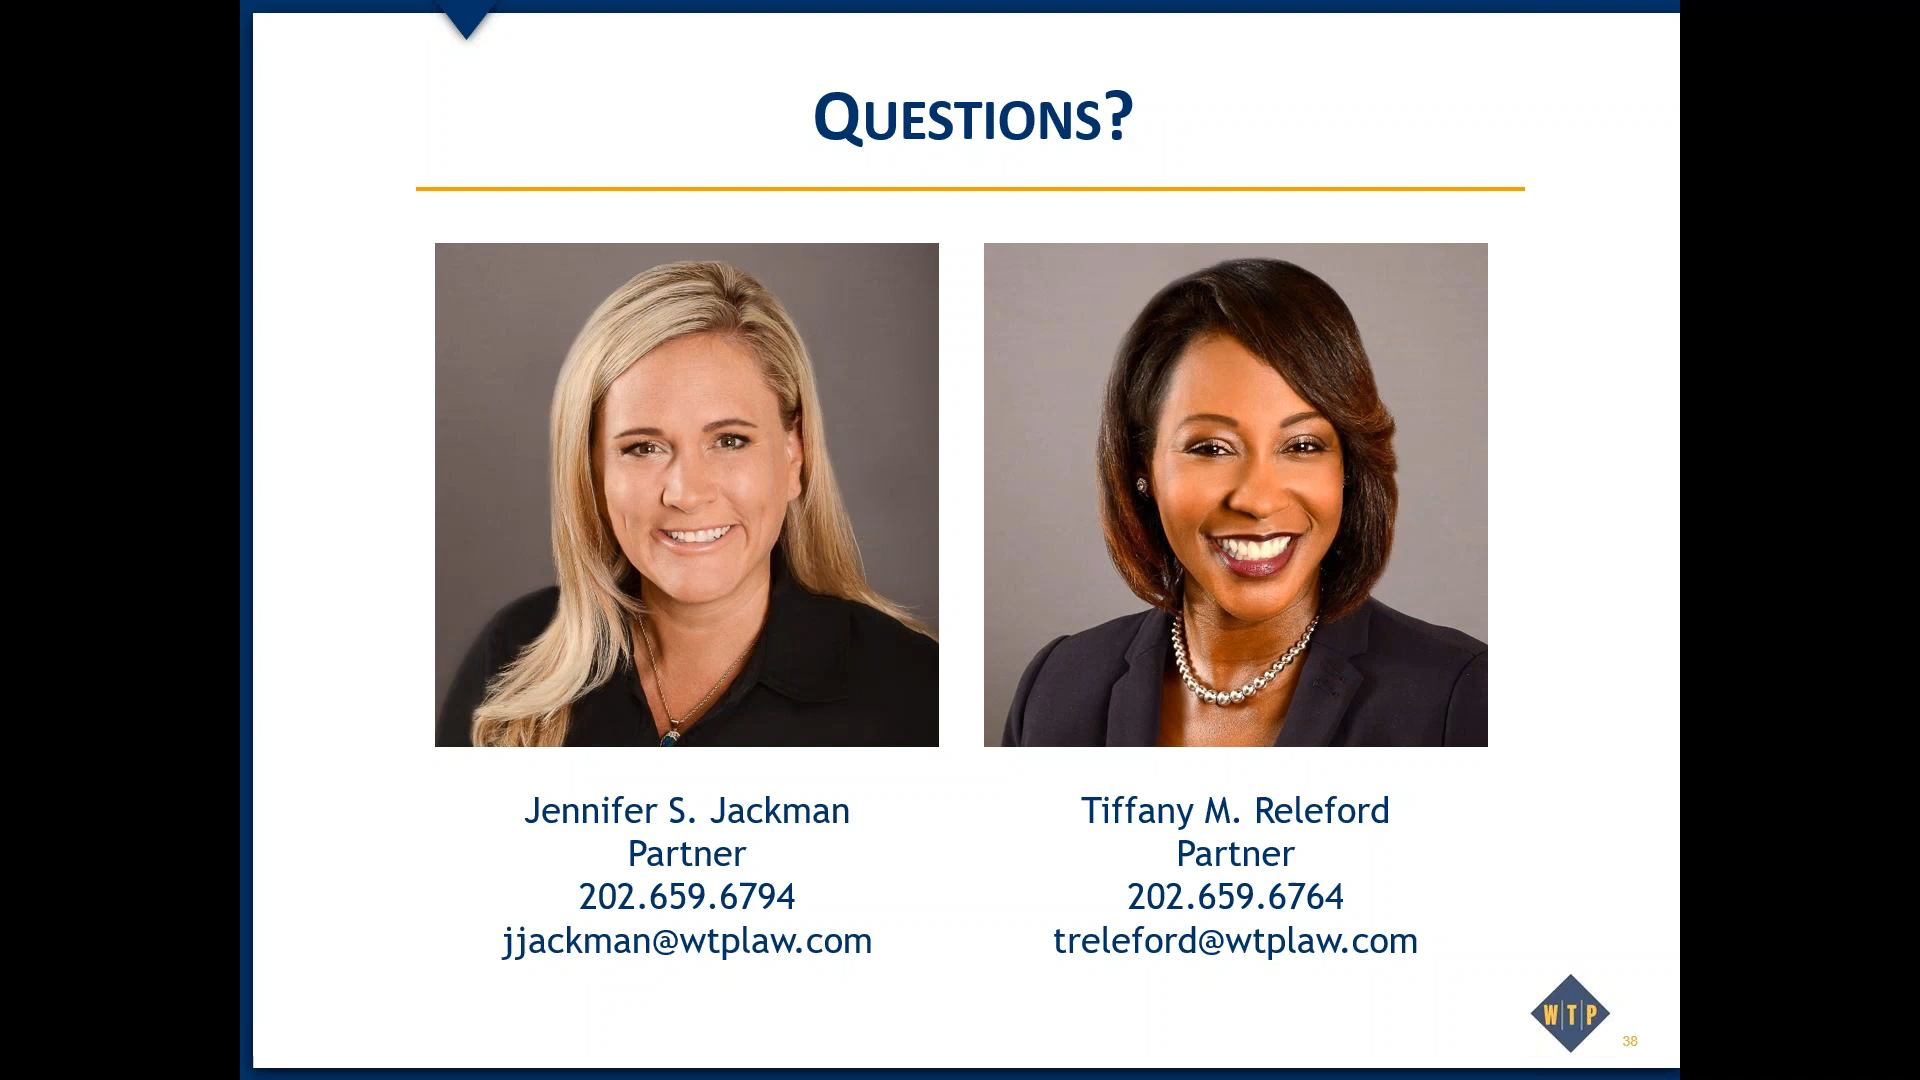 QUESTIONS?
Jennifer S. Jackman
Partner
202.659.6794
jjackman@wtplaw.com
Tiffany M. Releford
Partner
202.659.6764
treleford@wtplaw.com
W|T|P
38